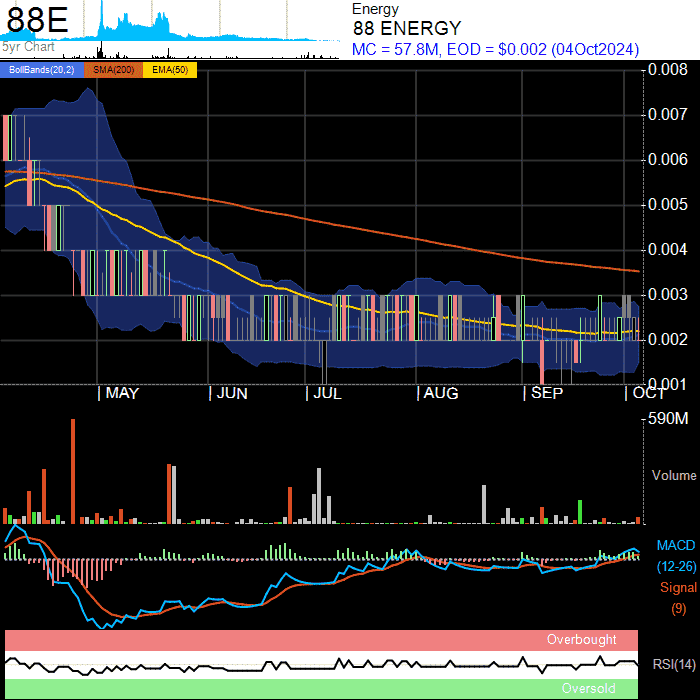 88E
5yr Chart
Energy
88 ENERGY
MC = 57.8M, EOD = $0.002 (04Oct2024)
BollBands(20,2) SMA(200) EMA(50)
0.008
0.007
0.006
0.005
0.004
0.003
0.002
0.001
MAY JUN JUL AUG SEP OCT
590M
Volume
MACD
(12-26)
Signal
(9)
Overbought
RSI(14)
Oversold